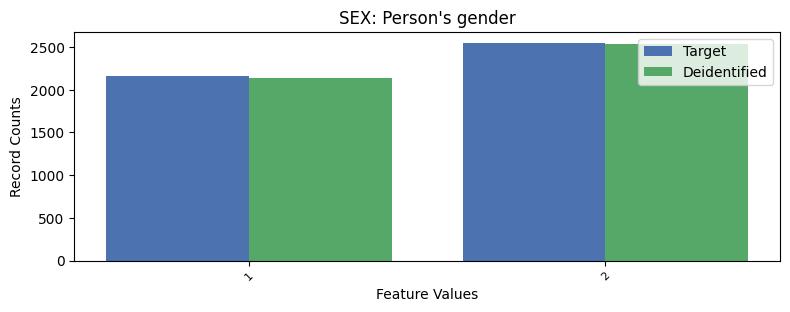 SEX: Person's gender
Target
Deidentified
2500
2000
1500
1000
500
0
Record Counts
1
2
Feature Values